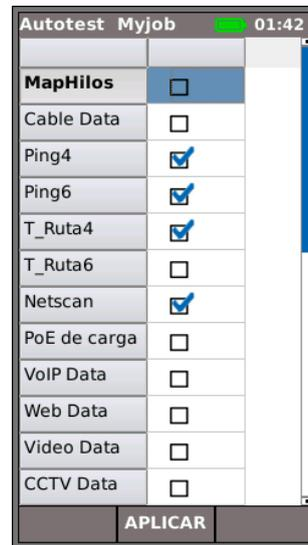 Autotest Myjob 01:42
MapHilos
Cable Data
Ping4
Ping6
T_Ruta4
T_Ruta6
Netscan
PoE de carga
VoIP Data
Web Data
Video Data
CCTV Data
APLICAR